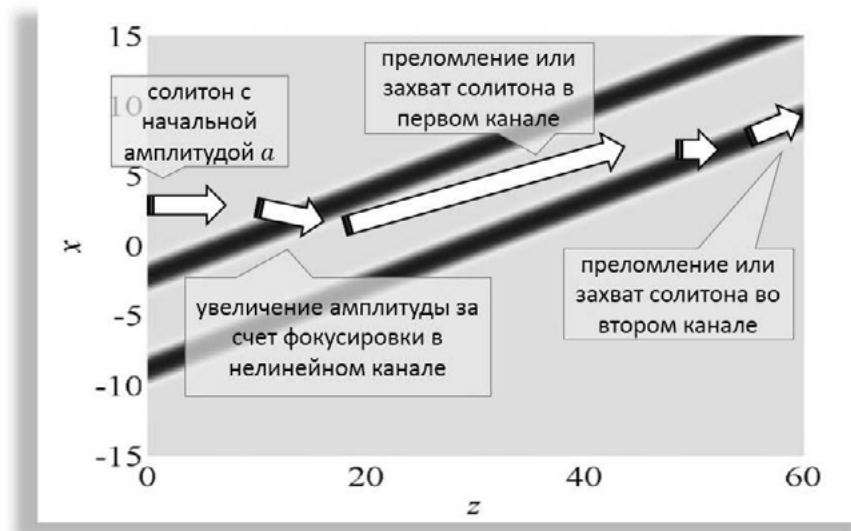 15
10
5
0
-5
-10
-15
x
0
20
40
60
z
солитон с
начальной
амплитудой a
преломление или
захват солитона в
первом канале
увеличение амплитуды за
счет фокусировки в
нелинейном канале
преломление или
захват солитона во
втором канале